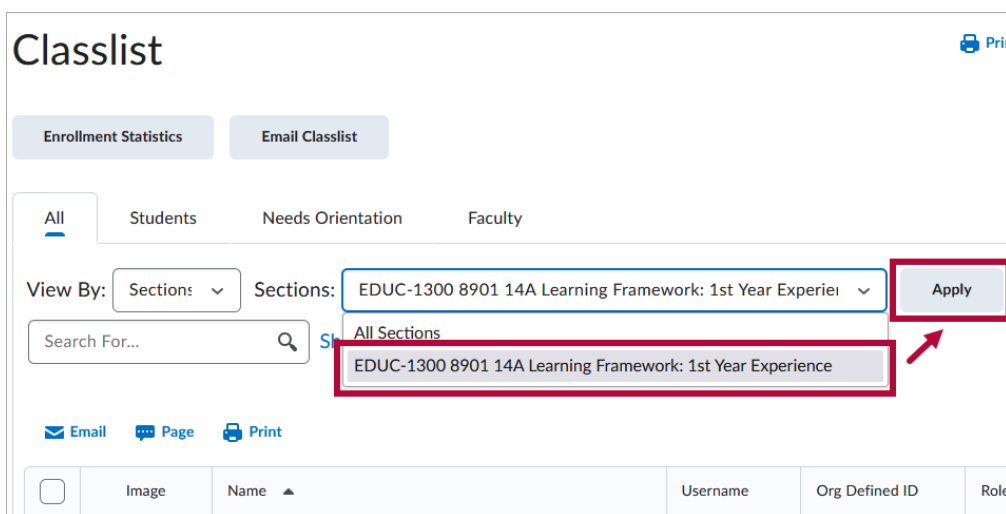 Classlist
Pri
Enrollment Statistics Email Classlist
All Students Needs Orientation Faculty
View By: Sections Sections: EDUC-1300 8901 14A Learning Framework: 1st Year Experier Apply
Search For... Sh All Sections
EDUC-1300 8901 14A Learning Framework: 1st Year Experience
Email Page Print
Image Name Username Org Defined ID Role